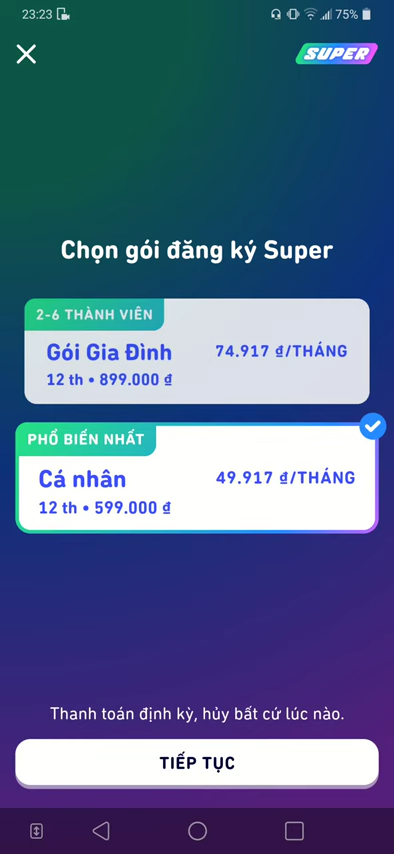 23:23
75%
SUPER
Chọn gói đăng ký Super
2-6 THÀNH VIÊN
Gói Gia Đình 74.917 ₫/THÁNG
12 th • 899.000 ₫
PHỔ BIẾN NHẤT
Cá nhân 49.917 ₫/THÁNG
12 th • 599.000 ₫
Thanh toán định kỳ, hủy bất cứ lúc nào.
TIẾP TỤC